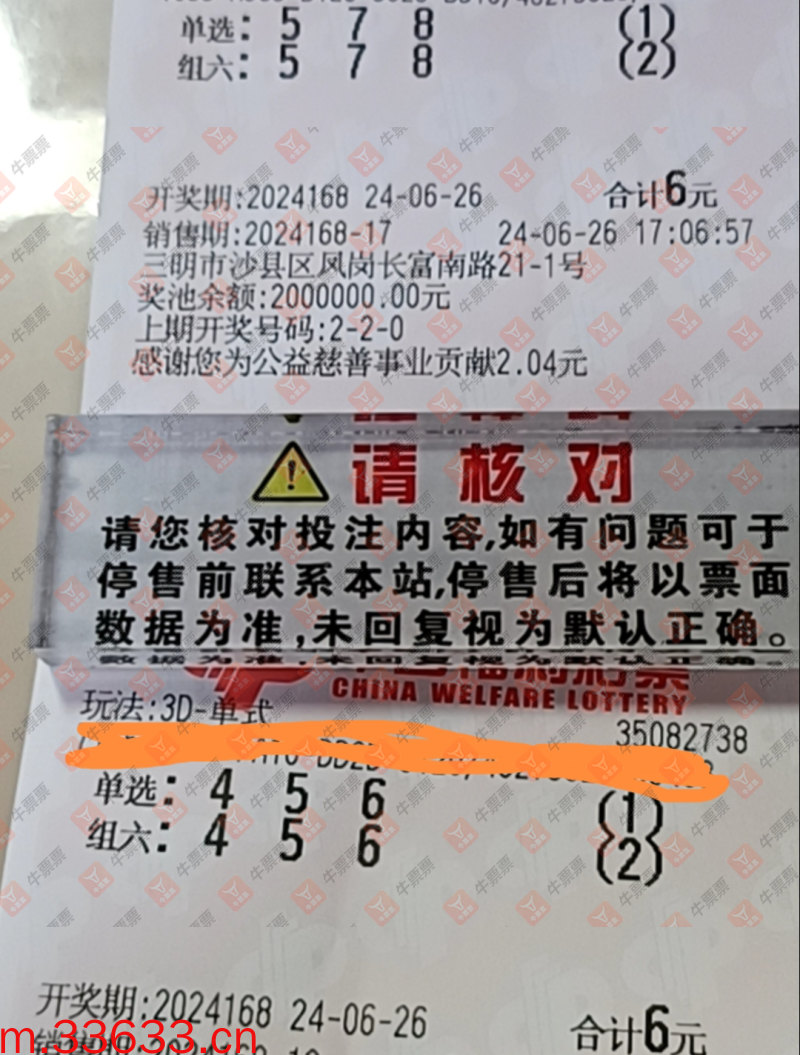 单选: 5 7 8 (1)
组六: 5 7 8 (2)
开奖期:2024168 24-06-26 合计6元
销售期:2024168-17 24-06-26 17:06:57
三明市沙县区凤岗长富南路21-1号
奖池余额:2000000.00元
上期开奖号码:2-2-0
感谢您为公益慈善事业贡献2.04元
请核对
请您核对投注内容,如有问题可于
停售前联系本站,停售后将以票面
数据为准,未回复视为默认正确。
CHINA WELFARE LOTTERY
玩法:3D-单式
35082738
单选: 4 5 6 (1)
组六: 4 5 6 (2)
开奖期:2024168 24-06-26 合计6元
m.33633.cn
牛票票